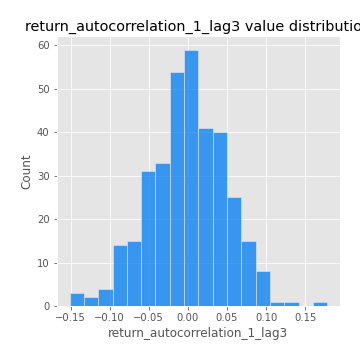 return_autocorrelation_1_lag3 value distributio
60
50
40
30
20
10
0
Count
−0.15 −0.10 −0.05 0.00 0.05 0.10 0.15
return_autocorrelation_1_lag3